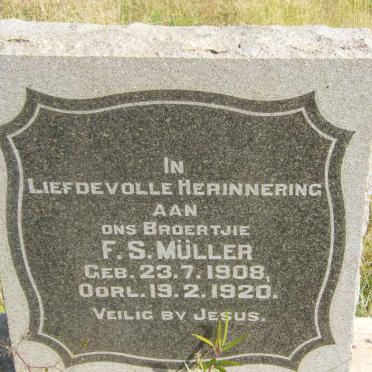 IN
LIEFDEVOLLE HERINNERING
AAN
ONS BROERTJIE
F.S. MÜLLER
GEB. 23.7.1908,
OORL. 19.2.1920.
VEILIG BY JESUS.